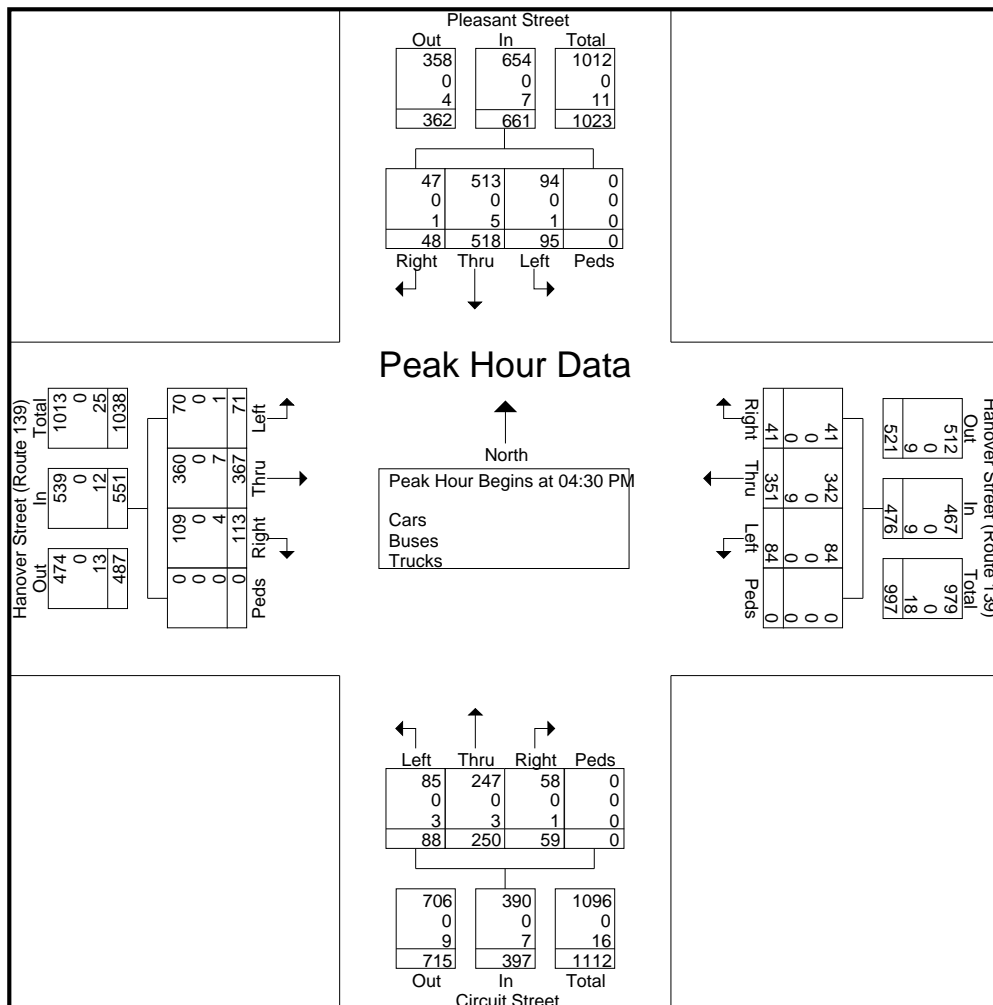 Pleasant Street
Out In Total
358 654 1012
0 0 0
4 7 11
362 661 1023
47 513 94 0
0 0 0 0
1 5 1 0
48 518 95 0
Right Thru Left Peds
Peak Hour Data
North
Peak Hour Begins at 04:30 PM
Cars
Buses
Trucks
Hanover Street (Route 139)
Out In Total
474 539 1013
0 0 0
13 12 25
487 551 1038
109 360 70
0 0 0 0
0 4 7 1
0 113 367 71
Peds Right Thru Left
Hanover Street (Route 139)
Out In Total
512 467 979
0 0 0
9 9 18
521 476 997
41 342 84 0
0 0 0 0
0 9 0 0
41 351 84 0
Right Thru Left Peds
Left Thru Right Peds
85 247 58 0
0 0 0 0
3 3 1 0
88 250 59 0
706 390 1096
0 0 0
9 7 16
715 397 1112
Out In Total
Circuit Street